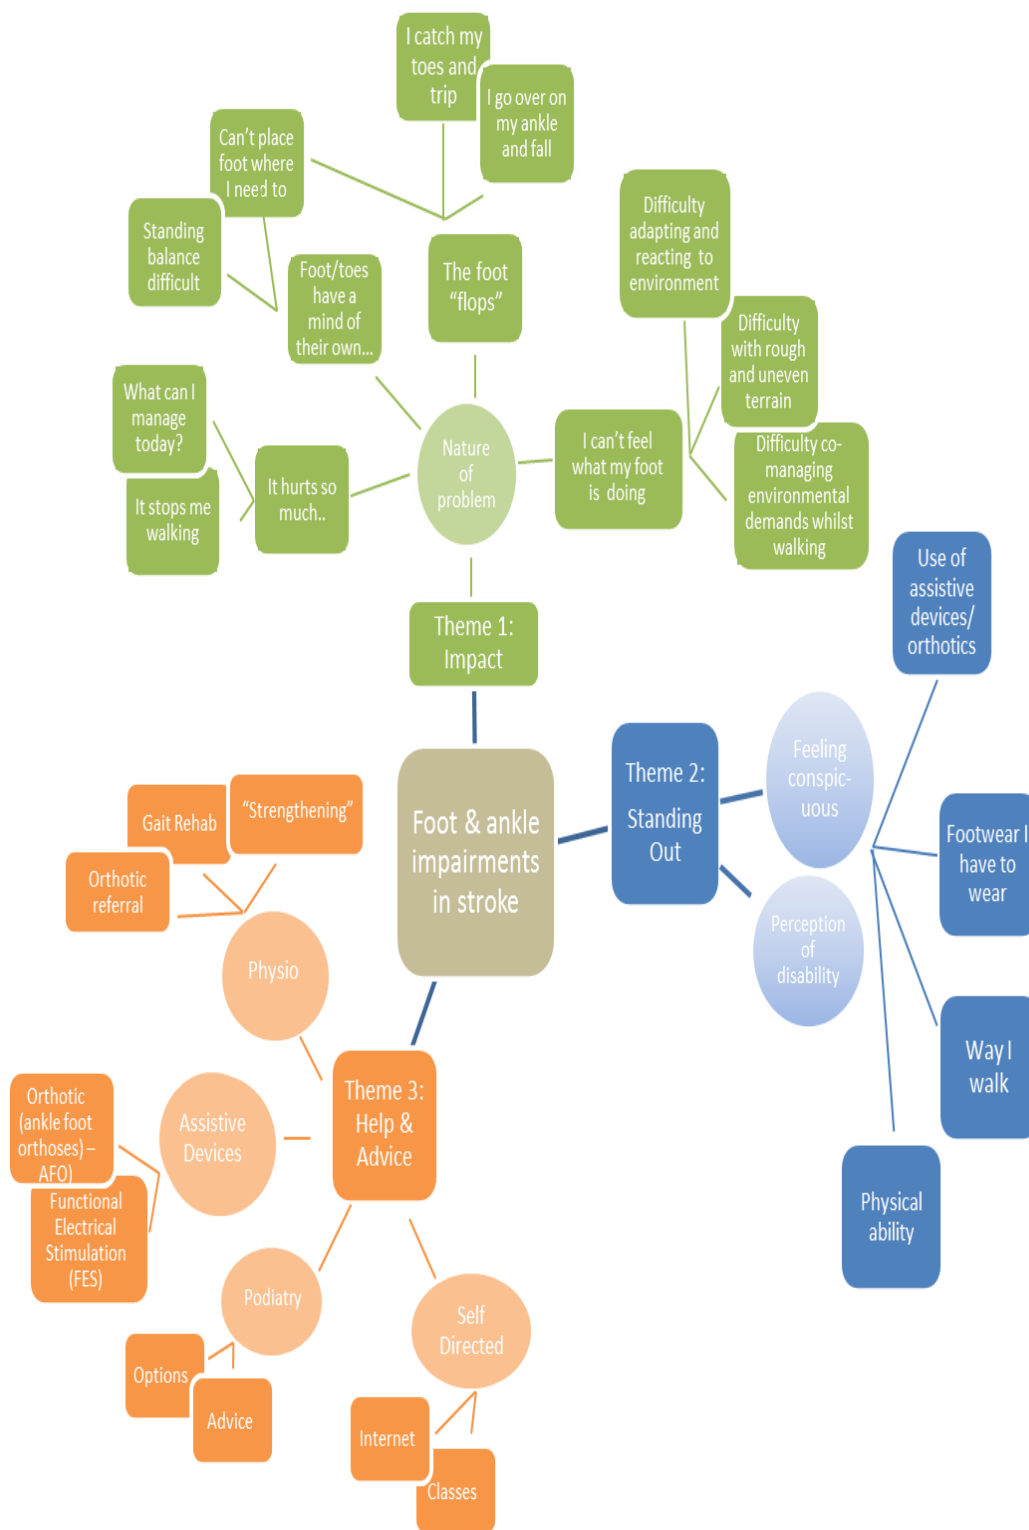 I catch my
toes and
trip
I go over on
my ankle
and fall
Can't place
foot where
I need to
Standing
balance
difficult
Foot/toes
have a
mind of
their own...
The foot
"flops"
Difficulty
adapting and
reacting to
environment
Difficulty
with rough
and uneven
terrain
Difficulty co-
managing
environmental
demands whilst
walking
What can I
manage
today?
It stops me
walking
It hurts so
much..
Nature
of
problem
I can't feel
what my foot
is doing
Theme 1:
Impact
Use of
assistive
devices/
orthotics
Feeling
conspic-
uous
Theme 2:
Standing
Out
Footwear I
have to
wear
Perception
of
disability
Way I
walk
Physical
ability
Foot & ankle
impairments
in stroke
"Strengthening"
Gait Rehab
Orthotic
referral
Physio
Theme 3:
Help &
Advice
Assistive
Devices
Orthotic
(ankle foot
orthoses) –
AFO)
Functional
Electrical
Stimulation
(FES)
Podiatry
Options
Advice
Self
Directed
Internet
Classes